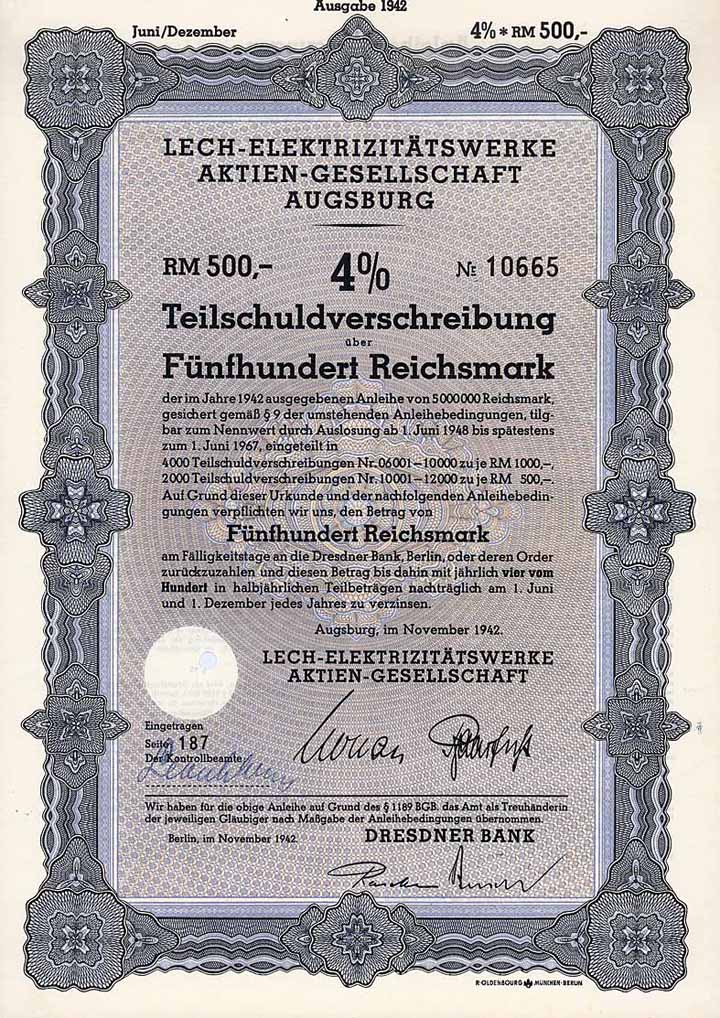 Ausgabe 1942
Juni/Dezember 4% * RM 500,-
LECH-ELEKTRIZITÄTSWERKE
AKTIEN-GESELLSCHAFT
AUGSBURG
RM 500,- 4% № 10665
Teilschuldverschreibung
über
Fünfhundert Reichsmark
der im Jahre 1942 ausgegebenen Anleihe von 5000000 Reichsmark,
gesichert gemäß § 9 der umstehenden Anleihebedingungen, tilg-
bar zum Nennwert durch Auslosung ab 1. Juni 1948 bis spätestens
zum 1. Juni 1967, eingeteilt in
4000 Teilschuldverschreibungen Nr. 06001-10000 zu je RM 1000,-,
2000 Teilschuldverschreibungen Nr. 10001-12000 zu je RM 500,-.
Auf Grund dieser Urkunde und der nachfolgenden Anleihebedin-
gungen verpflichten wir uns, den Betrag von
Fünfhundert Reichsmark
am Fälligkeitstage an die Dresdner Bank, Berlin, oder deren Order
zurückzuzahlen und diesen Betrag bis dahin mit jährlich vier vom
Hundert in halbjährlichen Teilbeträgen nachträglich am 1. Juni
und 1. Dezember jedes Jahres zu verzinsen.
Augsburg, im November 1942.
LECH-ELEKTRIZITÄTSWERKE
AKTIEN-GESELLSCHAFT
Eingetragen
Seite 187
Der Kontrollbeamte
Wir haben für die obige Anleihe auf Grund des § 1189 BGB. das Amt als Treuhänderin
der jeweiligen Gläubiger nach Maßgabe der Anleihebedingungen übernommen.
Berlin, im November 1942. DRESDNER BANK
R. OLDENBOURG MÜNCHEN-BERLIN